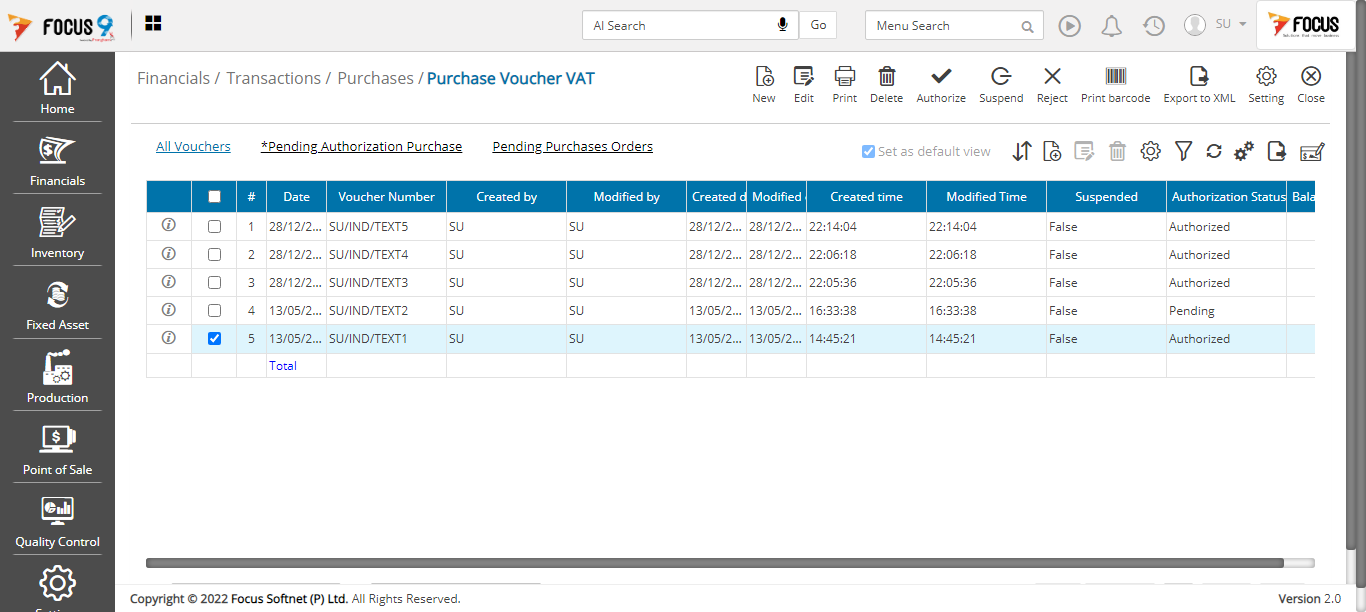 FOCUS 9
AI Search
Go
Menu Search
SU
FOCUS
Home
Financials
Inventory
Fixed Asset
Production
Point of Sale
Quality Control
Financials / Transactions / Purchases / Purchase Voucher VAT
New Edit Print Delete Authorize Suspend Reject Print barcode Export to XML Setting Close
All Vouchers *Pending Authorization Purchase Pending Purchases Orders Set as default view
# Date Voucher Number Created by Modified by Created d Modified Created time Modified Time Suspended Authorization Status Bala
1 28/12/2... SU/IND/TEXT5 SU SU 28/12/2... 28/12/2... 22:14:04 22:14:04 False Authorized
2 28/12/2... SU/IND/TEXT4 SU SU 28/12/2... 28/12/2... 22:06:18 22:06:18 False Authorized
3 28/12/2... SU/IND/TEXT3 SU SU 28/12/2... 28/12/2... 22:05:36 22:05:36 False Authorized
4 13/05/2... SU/IND/TEXT2 SU SU 13/05/2... 13/05/2... 16:33:38 16:33:38 False Pending
5 13/05/2... SU/IND/TEXT1 SU SU 13/05/2... 13/05/2... 14:45:21 14:45:21 False Authorized
Total
Copyright © 2022 Focus Softnet (P) Ltd. All Rights Reserved.
Version 2.0